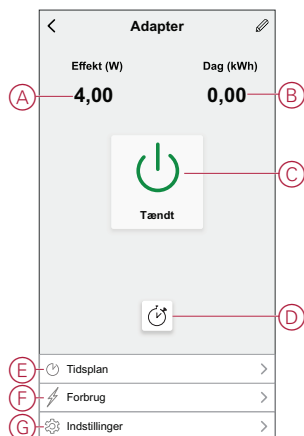 Adapter
Effekt (W) Dag (kWh)
A 4,00 0,00 B
C
Tændt
D
E Tidsplan
F Forbrug
G Indstillinger